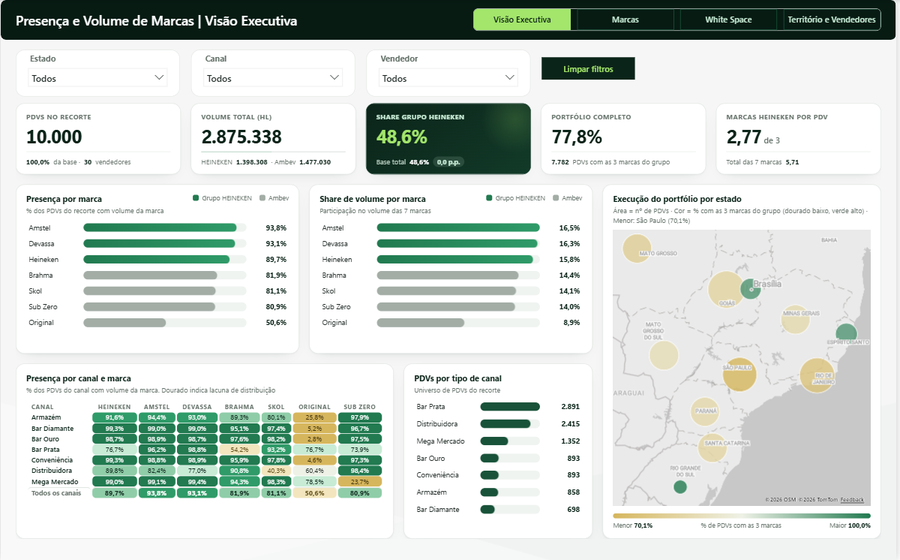 Presença e Volume de Marcas | Visão Executiva
Visão Executiva
Marcas
White Space
Território e Vendedores
Estado
Todos
Canal
Todos
Vendedor
Todos
Limpar filtros
PDVS NO RECORTE
10.000
100,0% da base · 30 vendedores
VOLUME TOTAL (HL)
2.875.338
HEINEKEN 1.398.308 · Ambev 1.477.030
SHARE GRUPO HEINEKEN
48,6%
Base total 48,6% 0,0 p.p.
PORTFÓLIO COMPLETO
77,8%
7.782 PDVs com as 3 marcas do grupo
MARCAS HEINEKEN POR PDV
2,77 de 3
Total das 7 marcas 5,71
Presença por marca
Grupo HEINEKEN Ambev
% dos PDVs do recorte com volume da marca
Amstel 93,8%
Devassa 93,1%
Heineken 89,7%
Brahma 81,9%
Skol 81,1%
Sub Zero 80,9%
Original 50,6%
Share de volume por marca
Grupo HEINEKEN Ambev
Participação no volume das 7 marcas
Amstel 16,5%
Devassa 16,3%
Heineken 15,8%
Brahma 14,4%
Skol 14,1%
Sub Zero 14,0%
Original 8,9%
Execução do portfólio por estado
Área = nº de PDVs · Cor = % com as 3 marcas do grupo (dourado baixo, verde alto) ·
Menor: São Paulo (70,1%)
BAHIA
MATO GROSSO
Brasília
GOIÁS
MINAS GERAIS
MATO
GROSSO
DO SUL
ESPÍRITO SANTO
SÃO PAULO
RIO DE
JANEIRO
ARAGUAI
PARANÁ
SANTA CATARINA
RIO GRANDE
DO SUL
© 2026 OSM ©2026 TomTom Feedback
Menor 70,1% % de PDVs com as 3 marcas Maior 100,0%
Presença por canal e marca
% dos PDVs do canal com volume da marca. Dourado indica lacuna de distribuição
CANAL HEINEKEN AMSTEL DEVASSA BRAHMA SKOL ORIGINAL SUB ZERO
Armazém 91,6% 94,4% 93,0% 89,3% 80,1% 25,8% 97,9%
Bar Diamante 99,3% 99,0% 99,0% 95,1% 97,4% 5,2% 96,7%
Bar Ouro 98,7% 98,9% 98,7% 97,6% 98,2% 2,8% 97,5%
Bar Prata 76,7% 96,2% 98,8% 54,2% 93,2% 76,7% 73,9%
Conveniência 99,3% 98,8% 98,9% 95,9% 97,8% 4,6% 97,3%
Distribuidora 89,8% 82,4% 77,0% 90,8% 40,3% 60,4% 98,4%
Mega Mercado 99,0% 99,1% 99,4% 94,3% 98,3% 78,5% 23,7%
Todos os canais 89,7% 93,8% 93,1% 81,9% 81,1% 50,6% 80,9%
PDVs por tipo de canal
Universo de PDVs do recorte
Bar Prata 2.891
Distribuidora 2.415
Mega Mercado 1.352
Bar Ouro 893
Conveniência 893
Armazém 858
Bar Diamante 698